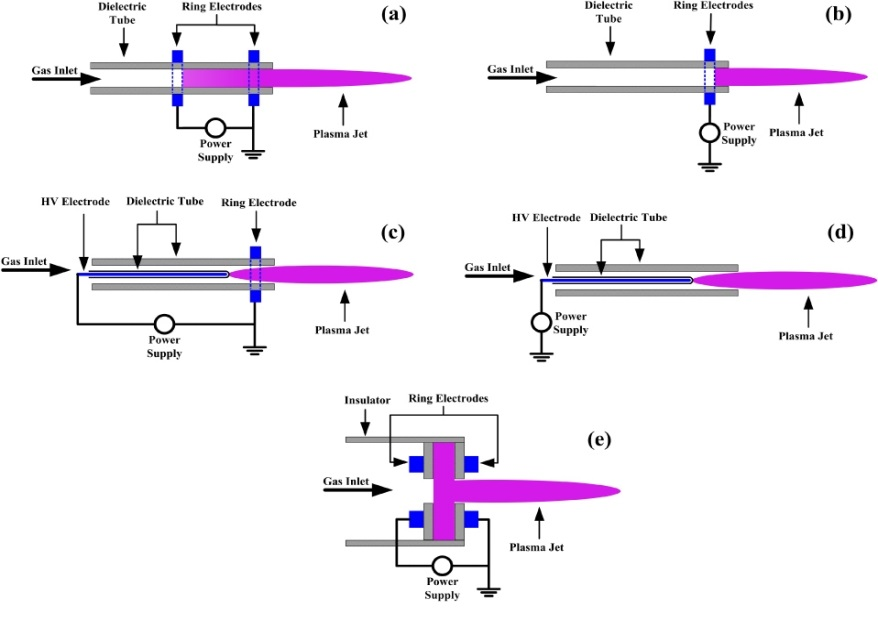 Dielectric
Tube
Ring Electrodes
(a)
Gas Inlet
Plasma Jet
Power
Supply
Dielectric
Tube
Ring Electrodes
(b)
Gas Inlet
Power
Supply
Plasma Jet
HV Electrode
Dielectric Tube
Ring Electrode
(c)
Gas Inlet
Plasma Jet
Power
Supply
HV Electrode
Dielectric Tube
(d)
Gas Inlet
Power
Supply
Plasma Jet
Insulator
Ring Electrodes
(e)
Gas Inlet
Plasma Jet
Power
Supply